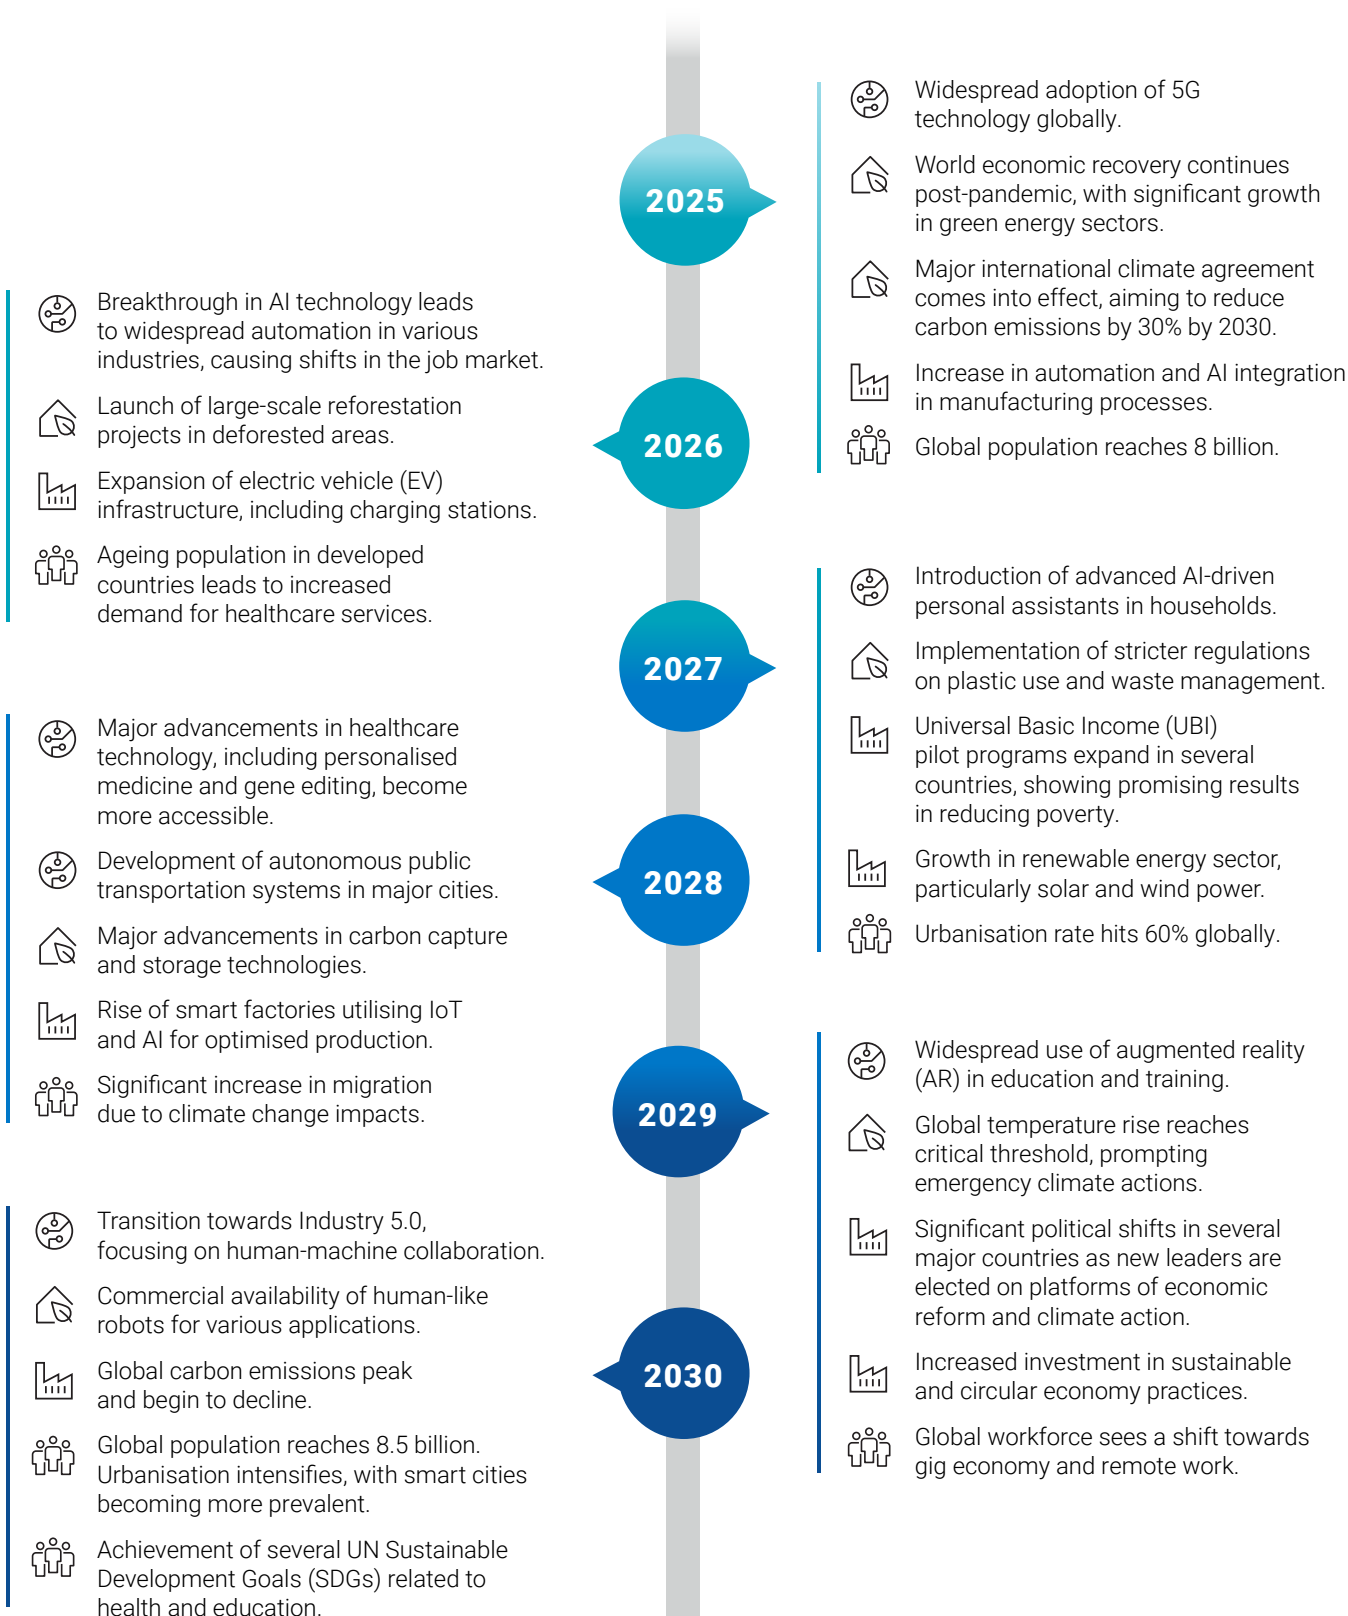 2025
Widespread adoption of 5G
technology globally.
World economic recovery continues
post-pandemic, with significant growth
in green energy sectors.
Major international climate agreement
comes into effect, aiming to reduce
carbon emissions by 30% by 2030.
Increase in automation and AI integration
in manufacturing processes.
Global population reaches 8 billion.
2026
Breakthrough in AI technology leads
to widespread automation in various
industries, causing shifts in the job market.
Launch of large-scale reforestation
projects in deforested areas.
Expansion of electric vehicle (EV)
infrastructure, including charging stations.
Ageing population in developed
countries leads to increased
demand for healthcare services.
2027
Introduction of advanced AI-driven
personal assistants in households.
Implementation of stricter regulations
on plastic use and waste management.
Universal Basic Income (UBI)
pilot programs expand in several
countries, showing promising results
in reducing poverty.
Growth in renewable energy sector,
particularly solar and wind power.
Urbanisation rate hits 60% globally.
2028
Major advancements in healthcare
technology, including personalised
medicine and gene editing, become
more accessible.
Development of autonomous public
transportation systems in major cities.
Major advancements in carbon capture
and storage technologies.
Rise of smart factories utilising IoT
and AI for optimised production.
Significant increase in migration
due to climate change impacts.
2029
Widespread use of augmented reality
(AR) in education and training.
Global temperature rise reaches
critical threshold, prompting
emergency climate actions.
Significant political shifts in several
major countries as new leaders are
elected on platforms of economic
reform and climate action.
Increased investment in sustainable
and circular economy practices.
Global workforce sees a shift towards
gig economy and remote work.
2030
Transition towards Industry 5.0,
focusing on human-machine collaboration.
Commercial availability of human-like
robots for various applications.
Global carbon emissions peak
and begin to decline.
Global population reaches 8.5 billion.
Urbanisation intensifies, with smart cities
becoming more prevalent.
Achievement of several UN Sustainable
Development Goals (SDGs) related to
health and education.